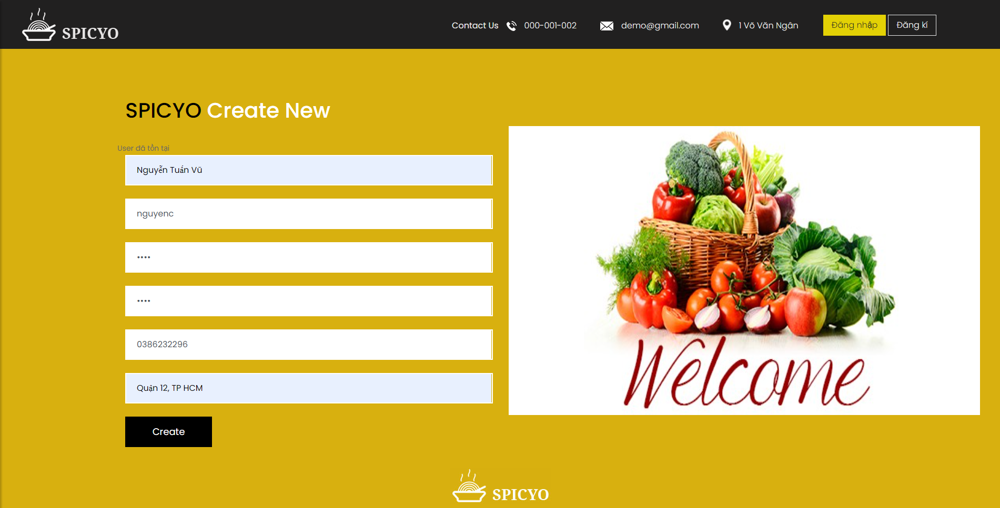 SPICYO
Contact Us 000-001-002 demo@gmail.com 1 Võ Văn Ngân Đăng nhập Đăng kí
SPICYO Create New
User đã tồn tại
Nguyễn Tuấn Vũ
nguyenc
••••
••••
0386232296
Quận 12, TP HCM
Create
Welcome
SPICYO